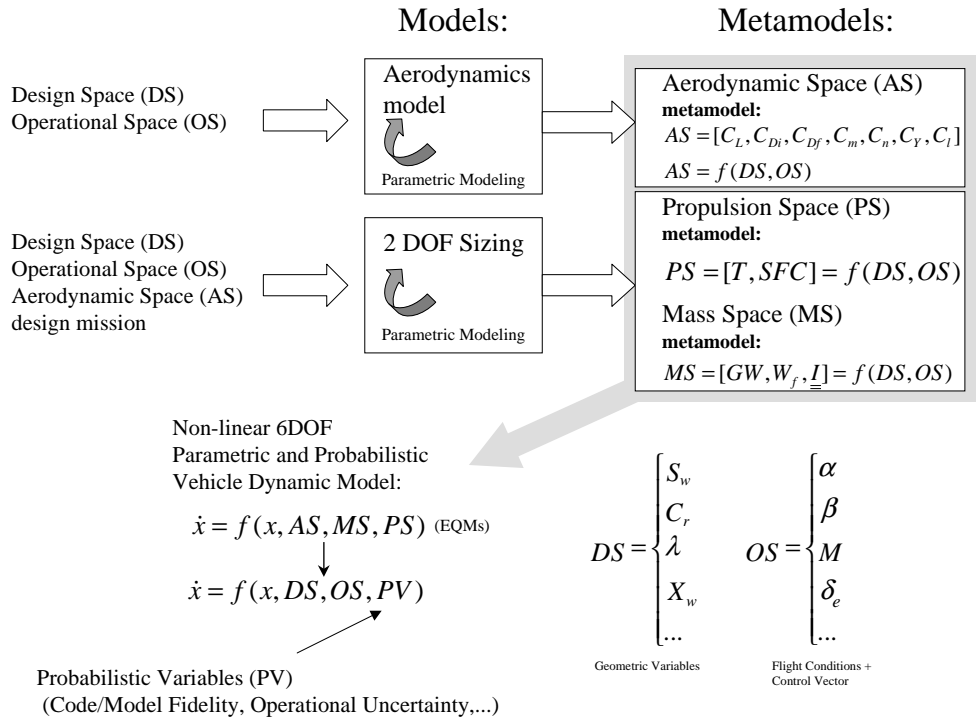 Models:
Metamodels:
Design Space (DS)
Operational Space (OS)
Aerodynamics
model
Parametric Modeling
Aerodynamic Space (AS)
metamodel:
AS = [C_L, C_{Di}, C_{Df}, C_m, C_n, C_Y, C_l]
AS = f(DS, OS)
Design Space (DS)
Operational Space (OS)
Aerodynamic Space (AS)
design mission
2 DOF Sizing
Parametric Modeling
Propulsion Space (PS)
metamodel:
PS = [T, SFC] = f(DS, OS)
Mass Space (MS)
metamodel:
MS = [GW, W_f, I] = f(DS, OS)
Non-linear 6DOF
Parametric and Probabilistic
Vehicle Dynamic Model:
ẋ = f(x, AS, MS, PS) (EQMs)
ẋ = f(x, DS, OS, PV)
Probabilistic Variables (PV)
(Code/Model Fidelity, Operational Uncertainty,...)
DS = {
S_w
C_r
λ
X_w
...
Geometric Variables
OS = {
α
β
M
δ_e
...
Flight Conditions +
Control Vector